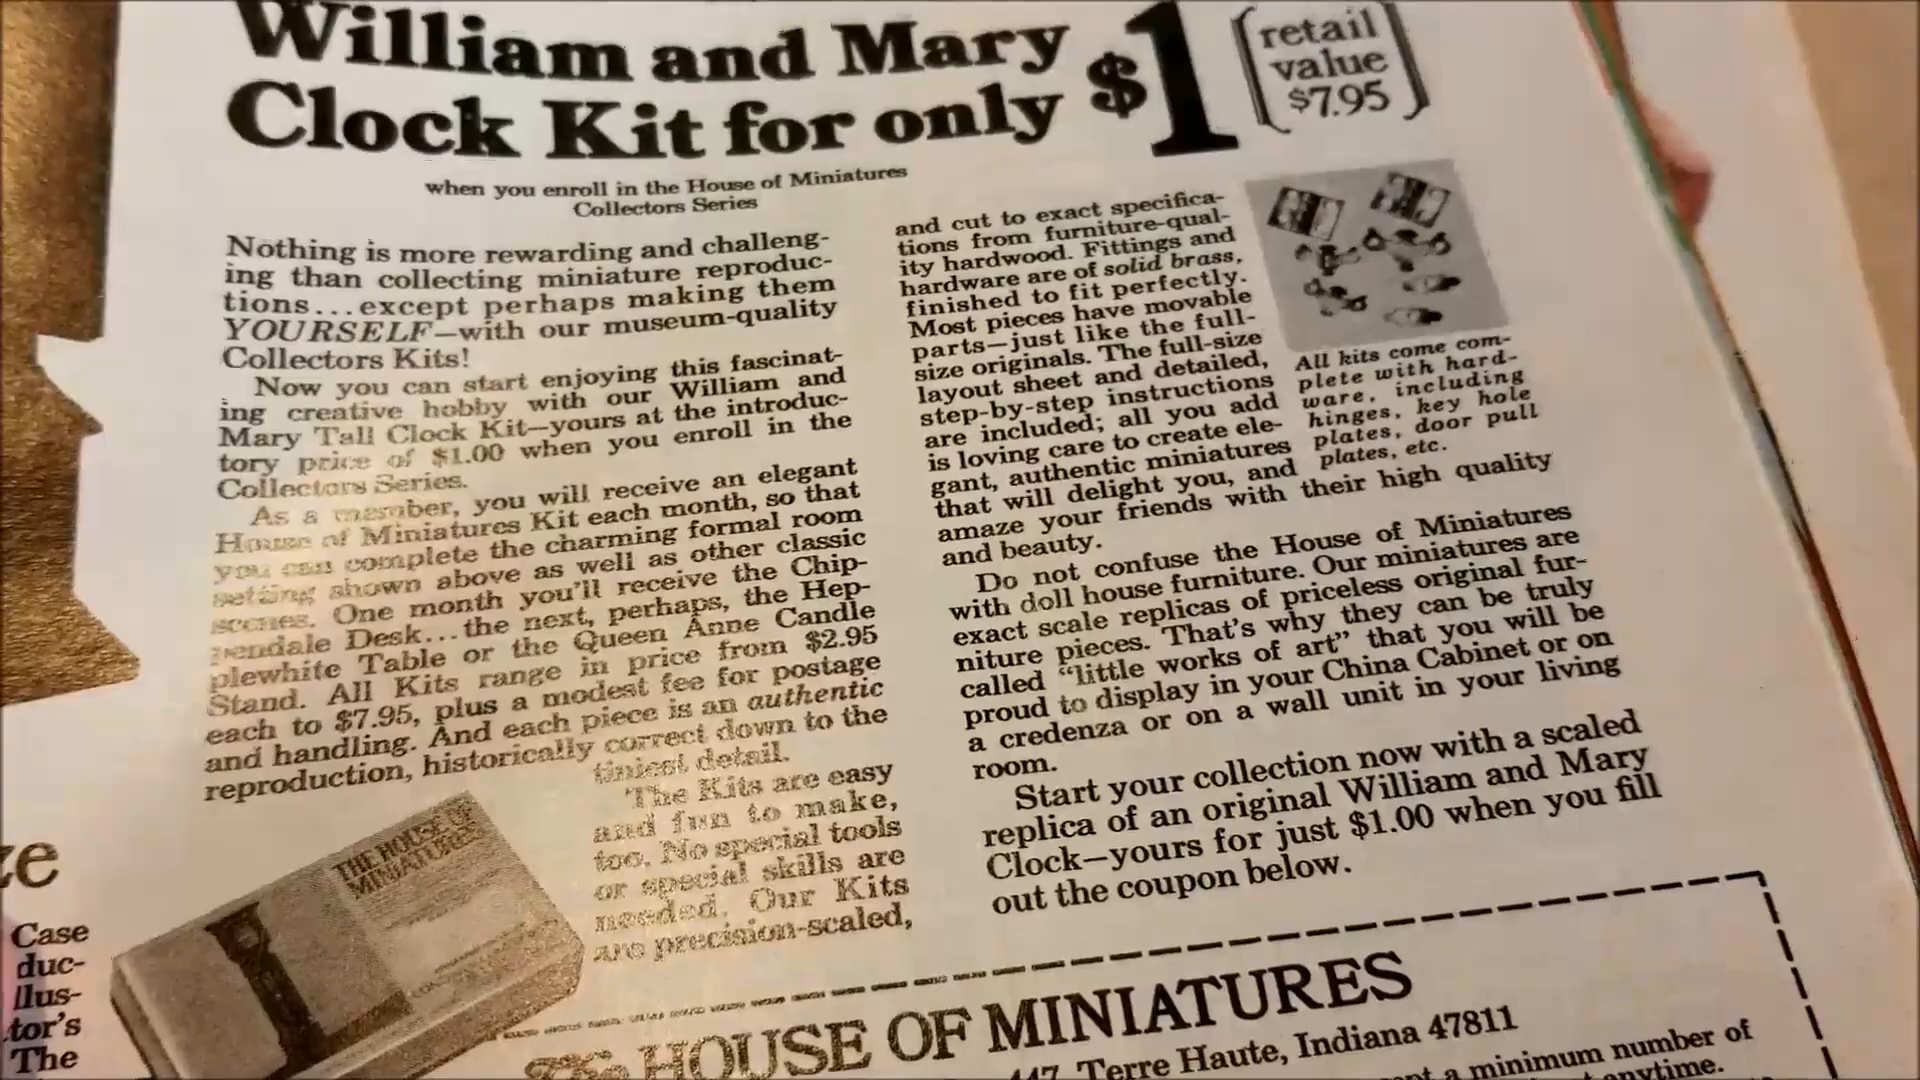 William and Mary
Clock Kit for only $1
retail
value
$7.95
when you enroll in the House of Miniatures
Collectors Series
Nothing is more rewarding and challeng-
ing than collecting miniature reproduc-
tions...except perhaps making them
YOURSELF—with our museum-quality
Collectors Kits!
Now you can start enjoying this fascinat-
ing creative hobby with our William and
Mary Tall Clock Kit—yours at the introduc-
tory price of $1.00 when you enroll in the
Collectors Series.
As a member, you will receive an elegant
House of Miniatures Kit each month, so that
you can complete the charming formal room
setting shown above as well as other classic
scenes. One month you'll receive the Chip-
pendale Desk...the next, perhaps, the Hep-
plewhite Table or the Queen Anne Candle
Stand. All Kits range in price from $2.95
each to $7.95, plus a modest fee for postage
and handling. And each piece is an authentic
reproduction, historically correct down to the
tiniest detail.
The Kits are easy
and fun to make,
too. No special tools
or special skills are
needed. Our Kits
are precision-scaled,
and cut to exact specifica-
tions from furniture-qual-
ity hardwood. Fittings and
hardware are of solid brass,
finished to fit perfectly.
Most pieces have movable
parts—just like the full-
size originals. The full-size
layout sheet and detailed,
step-by-step instructions
are included; all you add
is loving care to create ele-
gant, authentic miniatures
that will delight you, and
amaze your friends with their high quality
and beauty.
All kits come com-
plete with hard-
ware, including
hinges, key hole
plates, door pull
plates, etc.
Do not confuse the House of Miniatures
with doll house furniture. Our miniatures are
exact scale replicas of priceless original fur-
niture pieces. That's why they can be truly
called "little works of art" that you will be
proud to display in your China Cabinet or on
a credenza or on a wall unit in your living
room.
Start your collection now with a scaled
replica of an original William and Mary
Clock—yours for just $1.00 when you fill
out the coupon below.
THE HOUSE OF
MINIATURES
The HOUSE OF MINIATURES
447, Terre Haute, Indiana 47811
a minimum number of
anytime.
Case
duc-
llus-
tor's
The